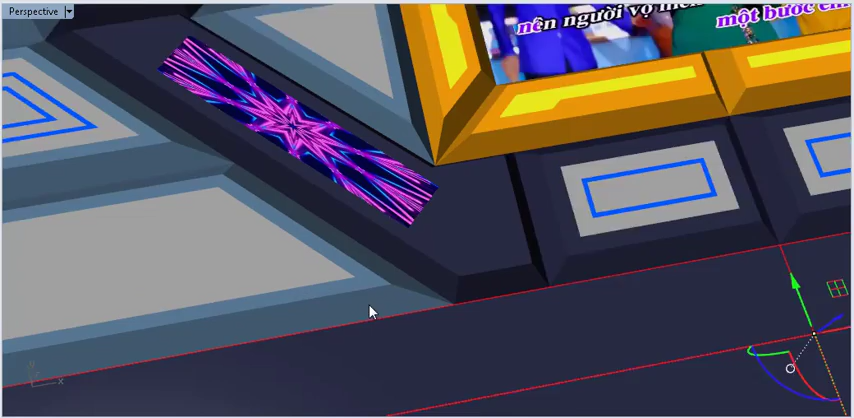 Perspective
nên người vợ
một bước
x